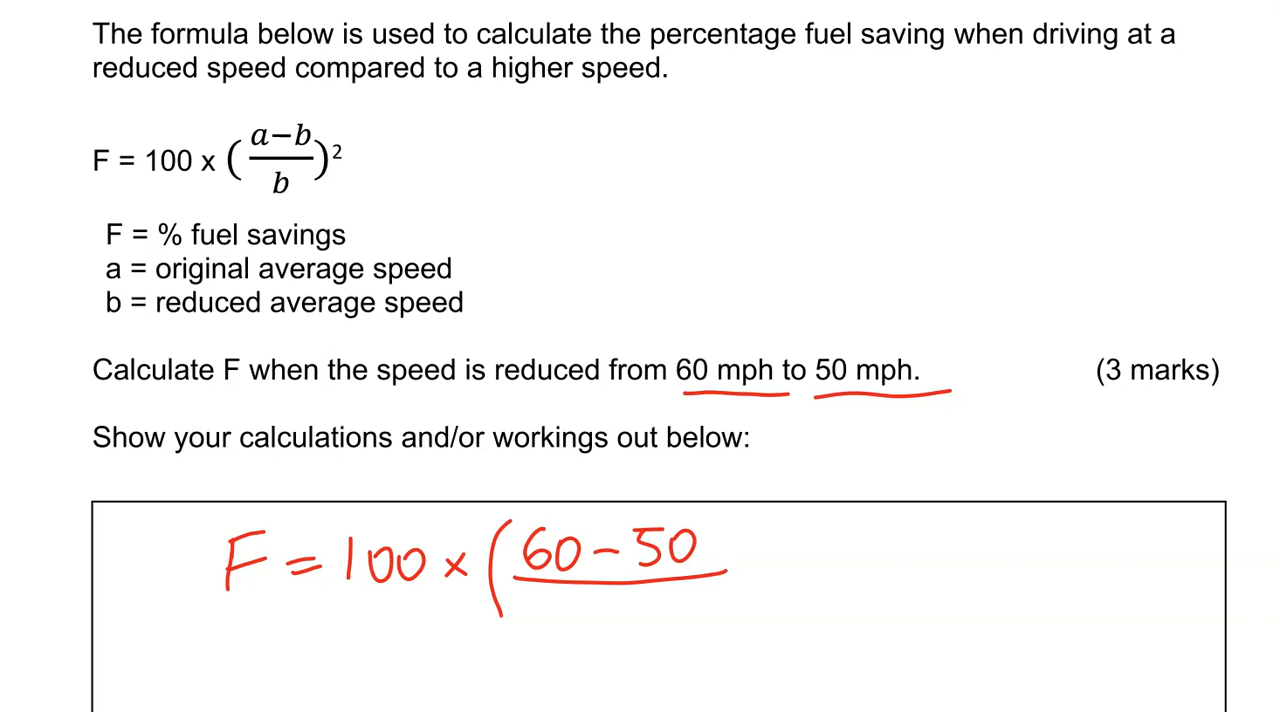 The formula below is used to calculate the percentage fuel saving when driving at a
reduced speed compared to a higher speed.
F = 100 x (\frac{a−b}{b})²
F = % fuel savings
a = original average speed
b = reduced average speed
Calculate F when the speed is reduced from 60 mph to 50 mph. (3 marks)
Show your calculations and/or workings out below:
F = 100 × (60 − 50